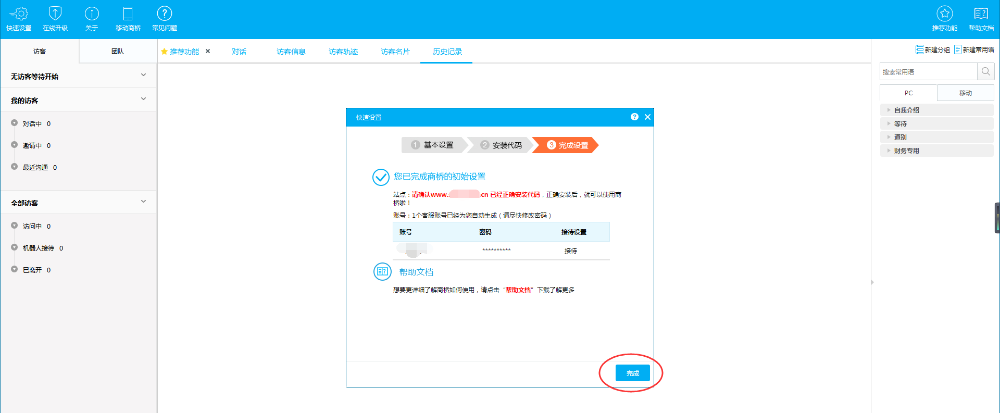 快速设置
在线升级
关于
移动商桥
常见问题
推荐功能
帮助文档
访客
团队
无访客等待开始
我的访客
对话中 0
邀请中 0
最近沟通 0
全部访客
访问中 0
机器人接待 0
已离开 0
推荐功能
对话
访客信息
访客轨迹
访客名片
历史记录
快速设置
1 基本设置
2 安装代码
3 完成设置
您已完成商桥的初始设置
站点：请确认www. cn 已经正确安装代码，正确安装后，就可以使用商
桥啦！
账号：1个客服账号已经为您自动生成（请尽快修改密码）
账号 密码 接待设置
********** 接待
帮助文档
想要更详细了解商桥如何使用，请点击“帮助文档”下载了解更多
完成
新建分组
新建常用语
搜索常用语
PC
移动
自我介绍
等待
道别
财务专用